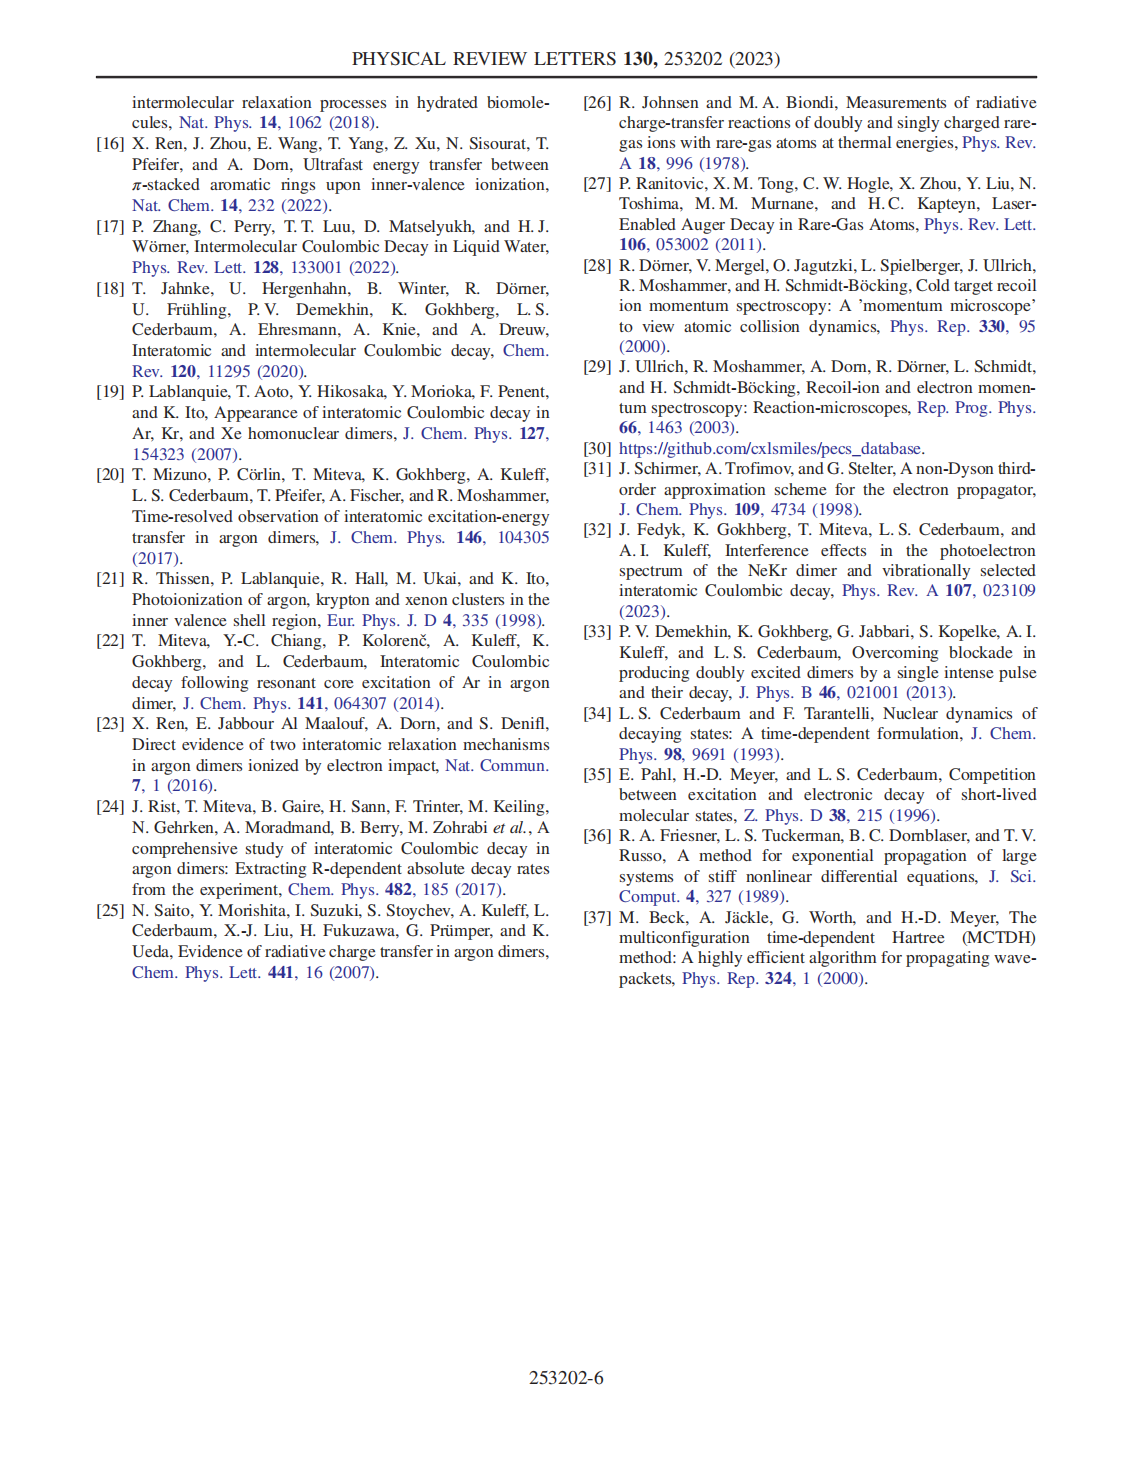 PHYSICAL REVIEW LETTERS 130, 253202 (2023)
intermolecular relaxation processes in hydrated biomole-
cules, Nat. Phys. 14, 1062 (2018).
[16] X. Ren, J. Zhou, E. Wang, T. Yang, Z. Xu, N. Sisourat, T.
Pfeifer, and A. Dorn, Ultrafast energy transfer between
π-stacked aromatic rings upon inner-valence ionization,
Nat. Chem. 14, 232 (2022).
[17] P. Zhang, C. Perry, T. T. Luu, D. Matselyukh, and H. J.
Wörner, Intermolecular Coulombic Decay in Liquid Water,
Phys. Rev. Lett. 128, 133001 (2022).
[18] T. Jahnke, U. Hergenhahn, B. Winter, R. Dörner,
U. Frühling, P. V. Demekhin, K. Gokhberg, L. S.
Cederbaum, A. Ehresmann, A. Knie, and A. Dreuw,
Interatomic and intermolecular Coulombic decay, Chem.
Rev. 120, 11295 (2020).
[19] P. Lablanquie, T. Aoto, Y. Hikosaka, Y. Morioka, F. Penent,
and K. Ito, Appearance of interatomic Coulombic decay in
Ar, Kr, and Xe homonuclear dimers, J. Chem. Phys. 127,
154323 (2007).
[20] T. Mizuno, P. Cörlin, T. Miteva, K. Gokhberg, A. Kuleff,
L. S. Cederbaum, T. Pfeifer, A. Fischer, and R. Moshammer,
Time-resolved observation of interatomic excitation-energy
transfer in argon dimers, J. Chem. Phys. 146, 104305
(2017).
[21] R. Thissen, P. Lablanquie, R. Hall, M. Ukai, and K. Ito,
Photoionization of argon, krypton and xenon clusters in the
inner valence shell region, Eur. Phys. J. D 4, 335 (1998).
[22] T. Miteva, Y.-C. Chiang, P. Kolorenč, A. Kuleff, K.
Gokhberg, and L. Cederbaum, Interatomic Coulombic
decay following resonant core excitation of Ar in argon
dimer, J. Chem. Phys. 141, 064307 (2014).
[23] X. Ren, E. Jabbour Al Maalouf, A. Dorn, and S. Denifl,
Direct evidence of two interatomic relaxation mechanisms
in argon dimers ionized by electron impact, Nat. Commun.
7, 1 (2016).
[24] J. Rist, T. Miteva, B. Gaire, H. Sann, F. Trinter, M. Keiling,
N. Gehrken, A. Moradmand, B. Berry, M. Zohrabi et al., A
comprehensive study of interatomic Coulombic decay in
argon dimers: Extracting R-dependent absolute decay rates
from the experiment, Chem. Phys. 482, 185 (2017).
[25] N. Saito, Y. Morishita, I. Suzuki, S. Stoychev, A. Kuleff, L.
Cederbaum, X.-J. Liu, H. Fukuzawa, G. Prümper, and K.
Ueda, Evidence of radiative charge transfer in argon dimers,
Chem. Phys. Lett. 441, 16 (2007).
[26] R. Johnsen and M. A. Biondi, Measurements of radiative
charge-transfer reactions of doubly and singly charged rare-
gas ions with rare-gas atoms at thermal energies, Phys. Rev.
A 18, 996 (1978).
[27] P. Ranitovic, X. M. Tong, C. W. Hogle, X. Zhou, Y. Liu, N.
Toshima, M. M. Murnane, and H. C. Kapteyn, Laser-
Enabled Auger Decay in Rare-Gas Atoms, Phys. Rev. Lett.
106, 053002 (2011).
[28] R. Dörner, V. Mergel, O. Jagutzki, L. Spielberger, J. Ullrich,
R. Moshammer, and H. Schmidt-Böcking, Cold target recoil
ion momentum spectroscopy: A 'momentum microscope'
to view atomic collision dynamics, Phys. Rep. 330, 95
(2000).
[29] J. Ullrich, R. Moshammer, A. Dorn, R. Dörner, L. Schmidt,
and H. Schmidt-Böcking, Recoil-ion and electron momen-
tum spectroscopy: Reaction-microscopes, Rep. Prog. Phys.
66, 1463 (2003).
[30] https://github.com/cxlsmiles/pecs_database.
[31] J. Schirmer, A. Trofimov, and G. Stelter, A non-Dyson third-
order approximation scheme for the electron propagator,
J. Chem. Phys. 109, 4734 (1998).
[32] J. Fedyk, K. Gokhberg, T. Miteva, L. S. Cederbaum, and
A. I. Kuleff, Interference effects in the photoelectron
spectrum of the NeKr dimer and vibrationally selected
interatomic Coulombic decay, Phys. Rev. A 107, 023109
(2023).
[33] P. V. Demekhin, K. Gokhberg, G. Jabbari, S. Kopelke, A. I.
Kuleff, and L. S. Cederbaum, Overcoming blockade in
producing doubly excited dimers by a single intense pulse
and their decay, J. Phys. B 46, 021001 (2013).
[34] L. S. Cederbaum and F. Tarantelli, Nuclear dynamics of
decaying states: A time-dependent formulation, J. Chem.
Phys. 98, 9691 (1993).
[35] E. Pahl, H.-D. Meyer, and L. S. Cederbaum, Competition
between excitation and electronic decay of short-lived
molecular states, Z. Phys. D 38, 215 (1996).
[36] R. A. Friesner, L. S. Tuckerman, B. C. Dornblaser, and T. V.
Russo, A method for exponential propagation of large
systems of stiff nonlinear differential equations, J. Sci.
Comput. 4, 327 (1989).
[37] M. Beck, A. Jäckle, G. Worth, and H.-D. Meyer, The
multiconfiguration time-dependent Hartree (MCTDH)
method: A highly efficient algorithm for propagating wave-
packets, Phys. Rep. 324, 1 (2000).
253202-6